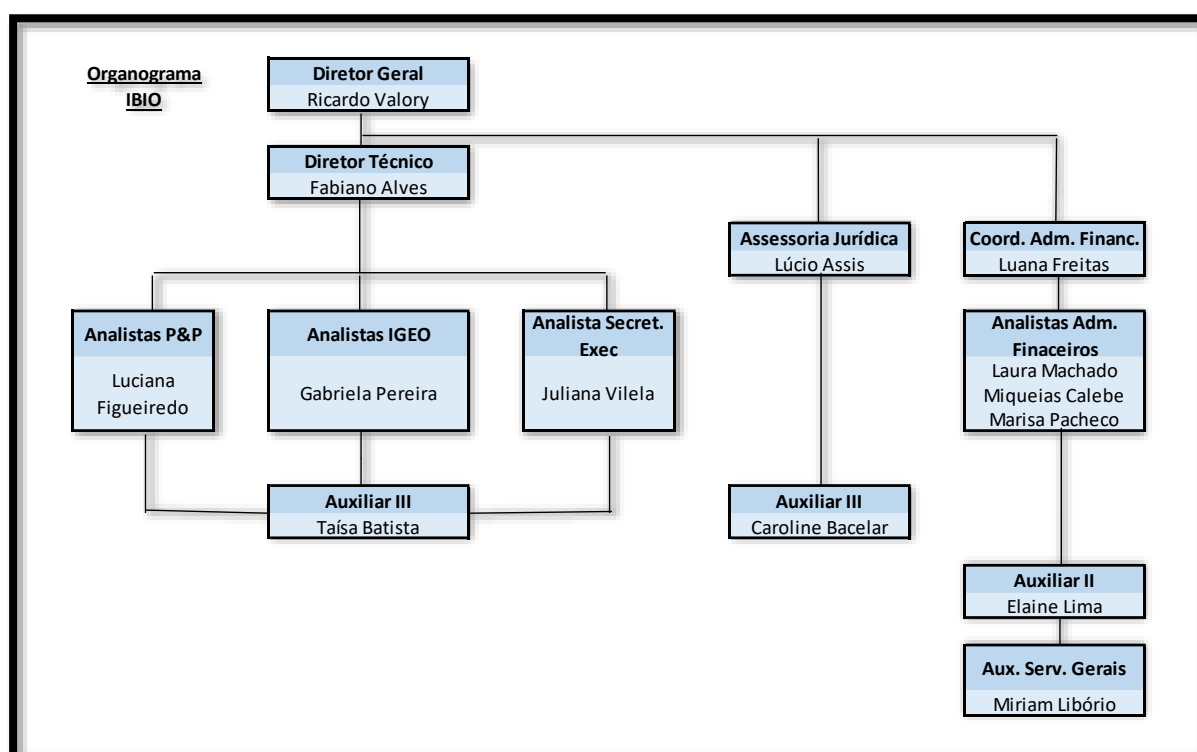 Organograma
IBIO
Diretor Geral
Ricardo Valory
Diretor Técnico
Fabiano Alves
Assessoria Jurídica
Lúcio Assis
Coord. Adm. Financ.
Luana Freitas
Analistas P&P
Luciana
Figueiredo
Analistas IGEO
Gabriela Pereira
Analista Secret.
Exec
Juliana Vilela
Analistas Adm.
Finaceiros
Laura Machado
Miqueias Calebe
Marisa Pacheco
Auxiliar III
Taísa Batista
Auxiliar III
Caroline Bacelar
Auxiliar II
Elaine Lima
Aux. Serv. Gerais
Miriam Libório